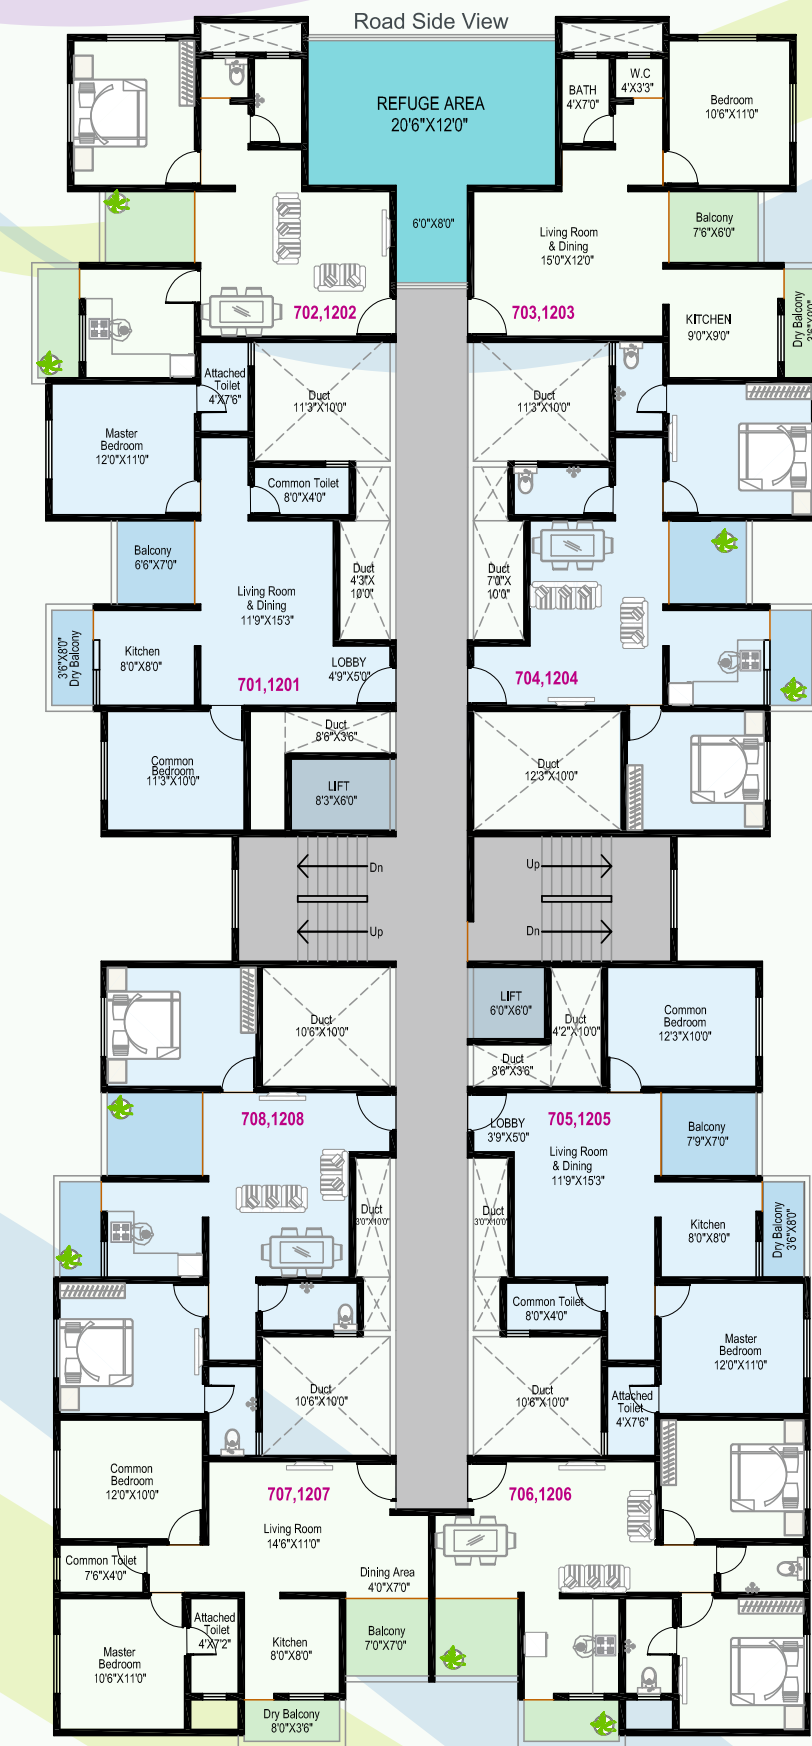 Road Side View
REFUGE AREA
20'6"X12'0"
6'0"X8'0"
BATH
4'X7'0"
W.C
4'X3'3"
Bedroom
10'6"X11'0"
Balcony
7'6"X6'0"
Living Room
& Dining
15'0"X12'0"
KITCHEN
9'0"X9'0"
Dry Balcony
702,1202
703,1203
Attached
Toilet
4'X7'6"
Duct
11'3"X10'0"
Duct
11'3"X10'0"
Master
Bedroom
12'0"X11'0"
Common Toilet
8'0"X4'0"
Balcony
6'6"X7'0"
Duct
4'3"X
10'0"
Duct
7'0"X
10'0"
Living Room
& Dining
11'9"X15'3"
Kitchen
8'0"X8'0"
Dry Balcony
3'6"X8'0"
LOBBY
4'9"X5'0"
701,1201
704,1204
Duct
8'6"X3'6"
Common
Bedroom
11'3"X10'0"
LIFT
8'3"X6'0"
Duct
12'3"X10'0"
Dn
Up
Up
Dn
Duct
10'6"X10'0"
LIFT
6'0"X6'0"
Duct
4'2"X10'0"
Common
Bedroom
12'3"X10'0"
Duct
8'6"X3'6"
708,1208
705,1205
LOBBY
3'9"X5'0"
Balcony
7'9"X7'0"
Living Room
& Dining
11'9"X15'3"
Duct
3'0"X10'0"
Duct
3'0"X10'0"
Kitchen
8'0"X8'0"
Dry Balcony
3'6"X8'0"
Common Toilet
8'0"X4'0"
Master
Bedroom
12'0"X11'0"
Duct
10'6"X10'0"
Duct
10'6"X10'0"
Attached
Toilet
4'X7'6"
Common
Bedroom
12'0"X10'0"
707,1207
706,1206
Living Room
14'6"X11'0"
Common Toilet
7'6"X4'0"
Dining Area
4'0"X7'0"
Attached
Toilet
4'X7'2"
Master
Bedroom
10'6"X11'0"
Kitchen
8'0"X8'0"
Balcony
7'0"X7'0"
Dry Balcony
8'0"X3'6"